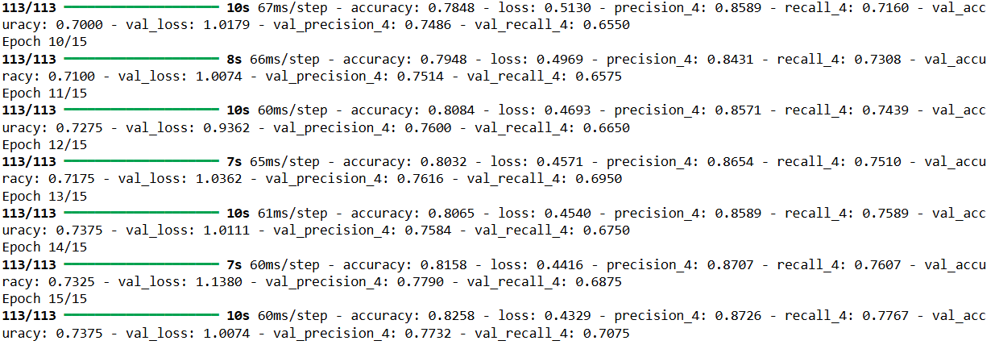 113/113 ━━━━━━━━━━━━━━━━━━━━ 10s 67ms/step - accuracy: 0.7848 - loss: 0.5130 - precision_4: 0.8589 - recall_4: 0.7160 - val_acc
uracy: 0.7000 - val_loss: 1.0179 - val_precision_4: 0.7486 - val_recall_4: 0.6550
Epoch 10/15
113/113 ━━━━━━━━━━━━━━━━━━━━ 8s 66ms/step - accuracy: 0.7948 - loss: 0.4969 - precision_4: 0.8431 - recall_4: 0.7308 - val_accu
racy: 0.7100 - val_loss: 1.0074 - val_precision_4: 0.7514 - val_recall_4: 0.6575
Epoch 11/15
113/113 ━━━━━━━━━━━━━━━━━━━━ 10s 60ms/step - accuracy: 0.8084 - loss: 0.4693 - precision_4: 0.8571 - recall_4: 0.7439 - val_acc
uracy: 0.7275 - val_loss: 0.9362 - val_precision_4: 0.7600 - val_recall_4: 0.6650
Epoch 12/15
113/113 ━━━━━━━━━━━━━━━━━━━━ 7s 65ms/step - accuracy: 0.8032 - loss: 0.4571 - precision_4: 0.8654 - recall_4: 0.7510 - val_accu
racy: 0.7175 - val_loss: 1.0362 - val_precision_4: 0.7616 - val_recall_4: 0.6950
Epoch 13/15
113/113 ━━━━━━━━━━━━━━━━━━━━ 10s 61ms/step - accuracy: 0.8065 - loss: 0.4540 - precision_4: 0.8589 - recall_4: 0.7589 - val_acc
uracy: 0.7375 - val_loss: 1.0111 - val_precision_4: 0.7584 - val_recall_4: 0.6750
Epoch 14/15
113/113 ━━━━━━━━━━━━━━━━━━━━ 7s 60ms/step - accuracy: 0.8158 - loss: 0.4416 - precision_4: 0.8707 - recall_4: 0.7607 - val_accu
racy: 0.7325 - val_loss: 1.1380 - val_precision_4: 0.7790 - val_recall_4: 0.6875
Epoch 15/15
113/113 ━━━━━━━━━━━━━━━━━━━━ 10s 60ms/step - accuracy: 0.8258 - loss: 0.4329 - precision_4: 0.8726 - recall_4: 0.7767 - val_acc
uracy: 0.7375 - val_loss: 1.0074 - val_precision_4: 0.7732 - val_recall_4: 0.7075